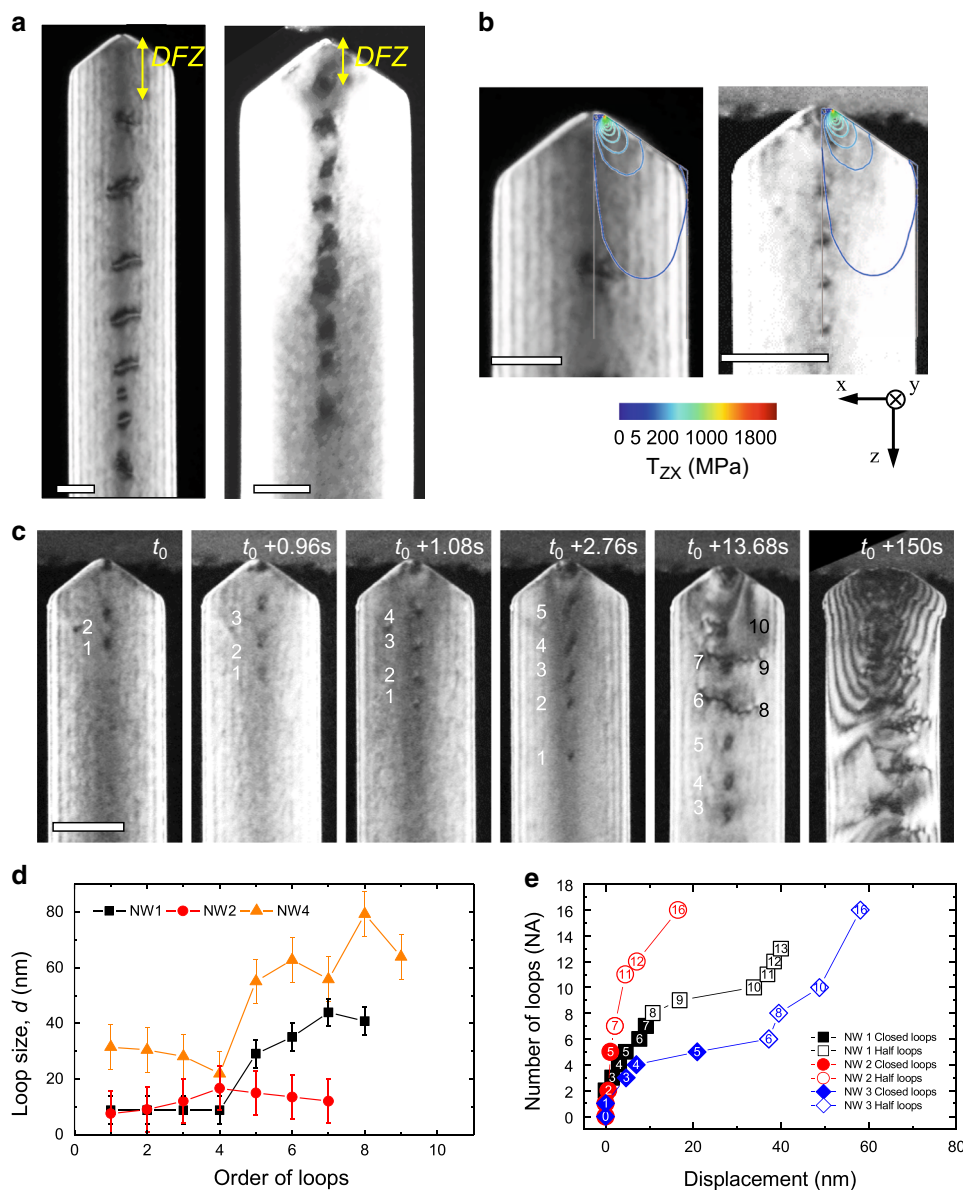 a
DFZ
DFZ
b
x
y
z
0 5 200 1000 1800
T_ZX (MPa)
c
t0
2
1
t0 +0.96s
3
2
1
t0 +1.08s
4
3
2
1
t0 +2.76s
5
4
3
2
1
t0 +13.68s
10
7
9
6
8
5
4
3
t0 +150s
d
Loop size, d (nm)
80
60
40
20
0
NW1 NW2 NW4
0 2 4 6 8 10
Order of loops
e
Number of loops (NA)
18
16
14
12
10
8
6
4
2
0
16
12
11
7
5
2
13
12
11
10
9
8
7
6
5
4
3
16
10
8
6
5
4
3
1
0
NW 1 Closed loops
NW 1 Half loops
NW 2 Closed loops
NW 2 Half loops
NW 3 Closed loops
NW 3 Half loops
0 20 40 60 80
Displacement (nm)